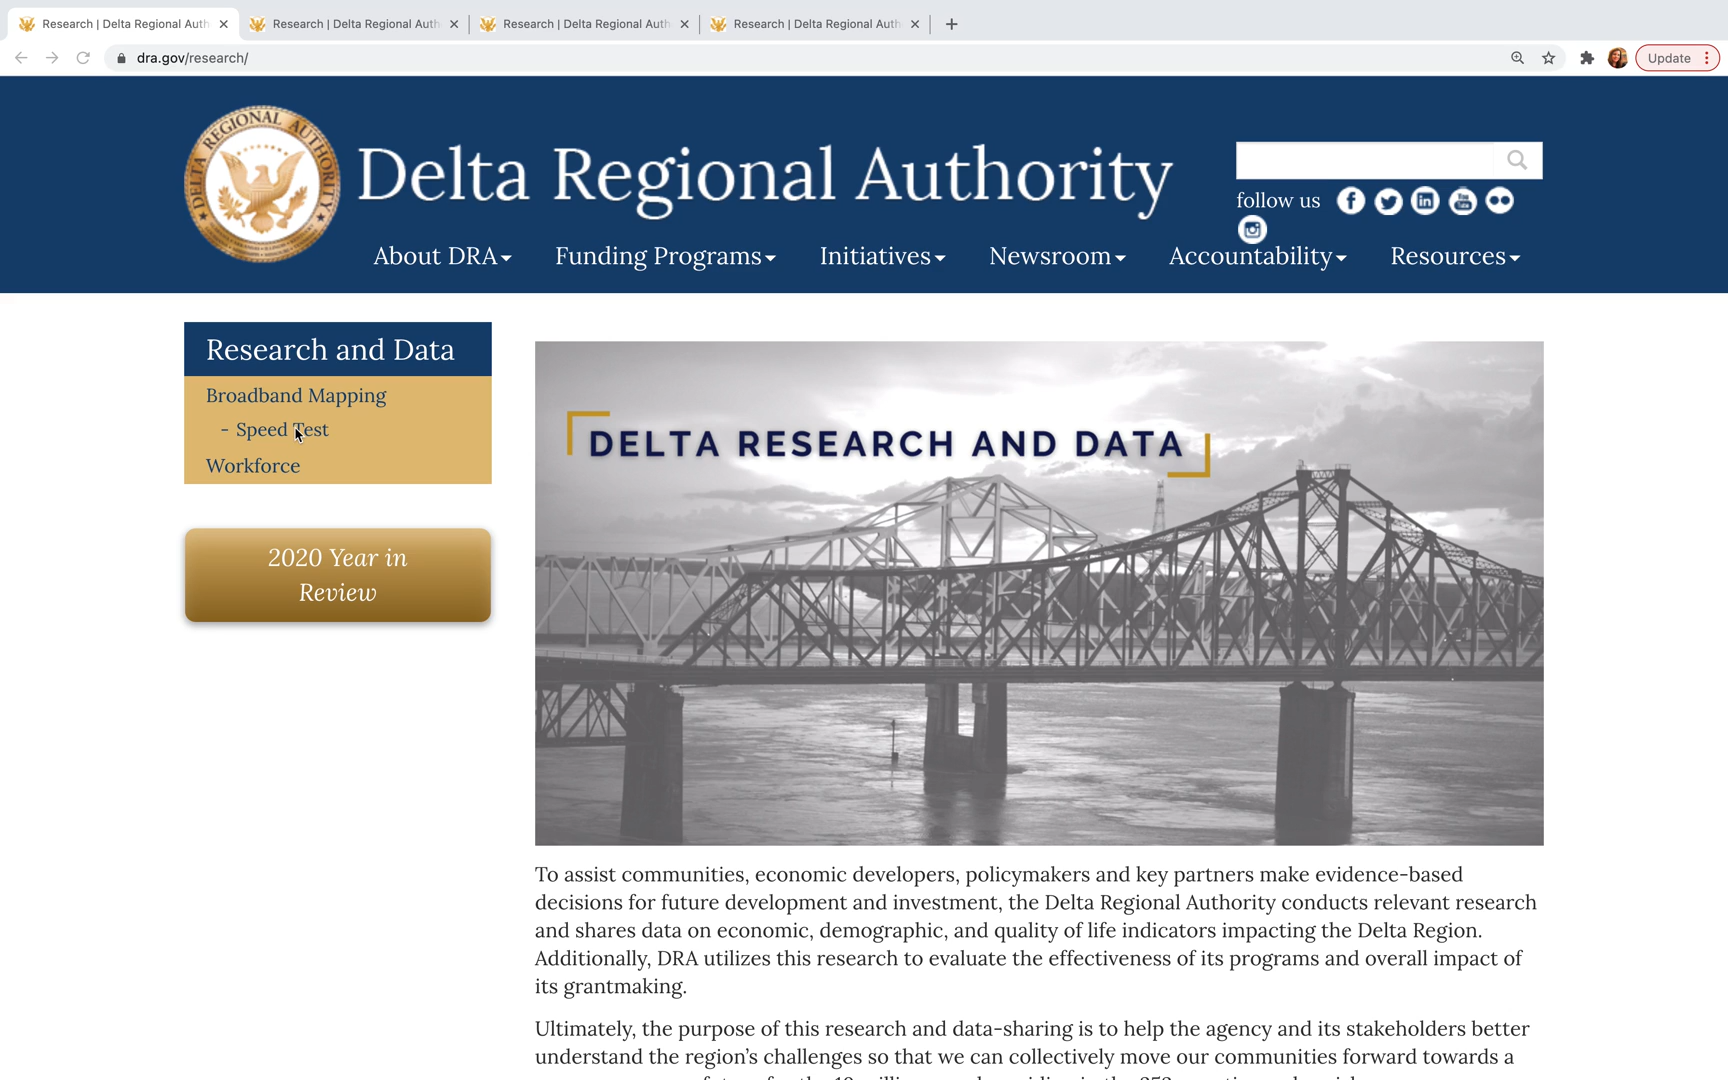 Research | Delta Regional Auth
Research | Delta Regional Auth
Research | Delta Regional Auth
Research | Delta Regional Auth
dra.gov/research/
Update
DELTA REGIONAL AUTHORITY
Delta Regional Authority
follow us
About DRA
Funding Programs
Initiatives
Newsroom
Accountability
Resources
Research and Data
Broadband Mapping
- Speed Test
Workforce
2020 Year in
Review
DELTA RESEARCH AND DATA
To assist communities, economic developers, policymakers and key partners make evidence-based
decisions for future development and investment, the Delta Regional Authority conducts relevant research
and shares data on economic, demographic, and quality of life indicators impacting the Delta Region.
Additionally, DRA utilizes this research to evaluate the effectiveness of its programs and overall impact of
its grantmaking.
Ultimately, the purpose of this research and data-sharing is to help the agency and its stakeholders better
understand the region's challenges so that we can collectively move our communities forward towards a